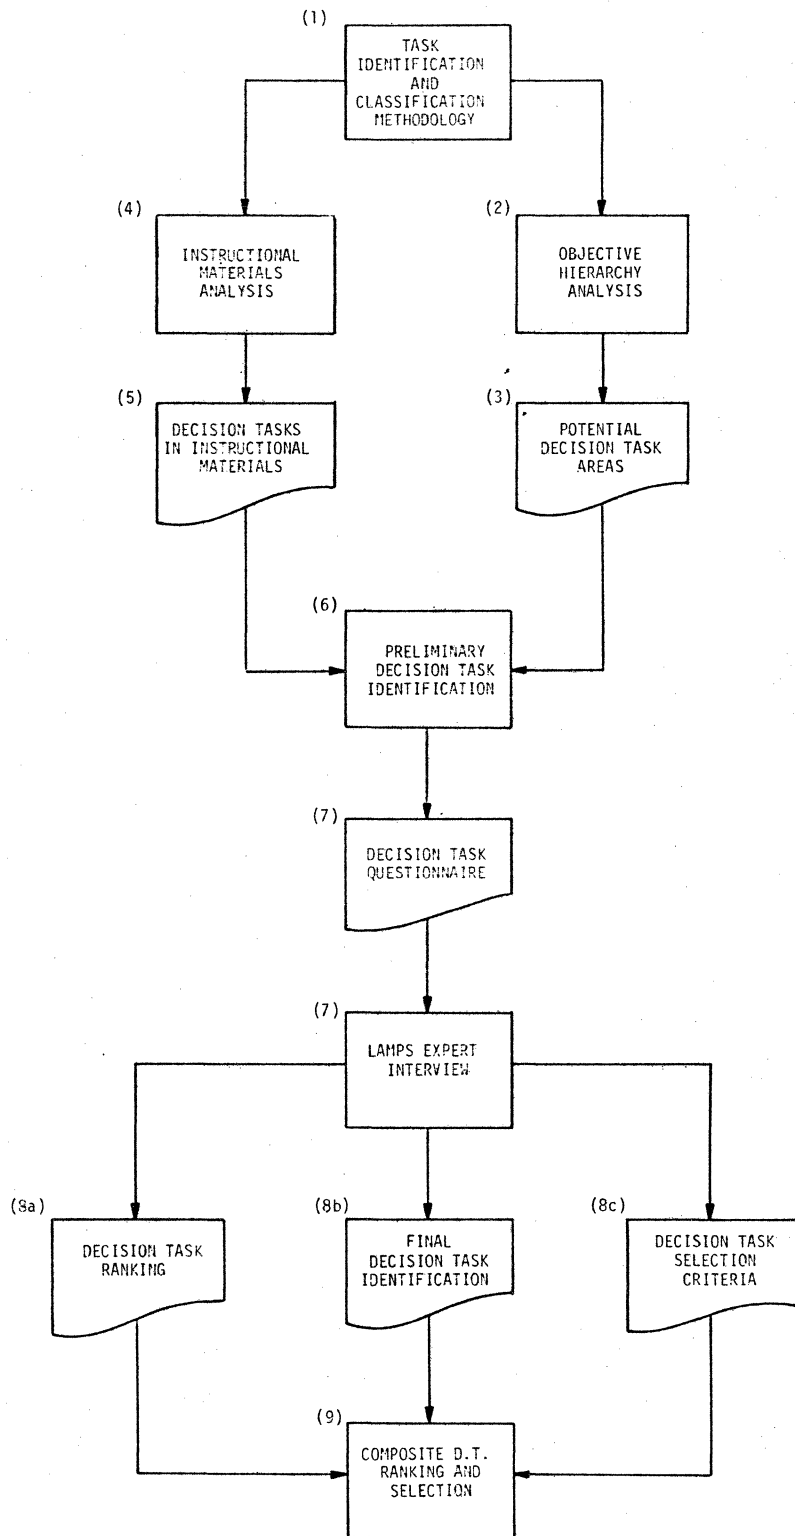 (1)
TASK
IDENTIFICATION
AND
CLASSIFICATION
METHODOLOGY
(4)
INSTRUCTIONAL
MATERIALS
ANALYSIS
(2)
OBJECTIVE
HIERARCHY
ANALYSIS
(5)
DECISION TASKS
IN INSTRUCTIONAL
MATERIALS
(3)
POTENTIAL
DECISION TASK
AREAS
(6)
PRELIMINARY
DECISION TASK
IDENTIFICATION
(7)
DECISION TASK
QUESTIONNAIRE
(7)
LAMPS EXPERT
INTERVIEW
(8a)
DECISION TASK
RANKING
(8b)
FINAL
DECISION TASK
IDENTIFICATION
(8c)
DECISION TASK
SELECTION
CRITERIA
(9)
COMPOSITE D.T.
RANKING AND
SELECTION